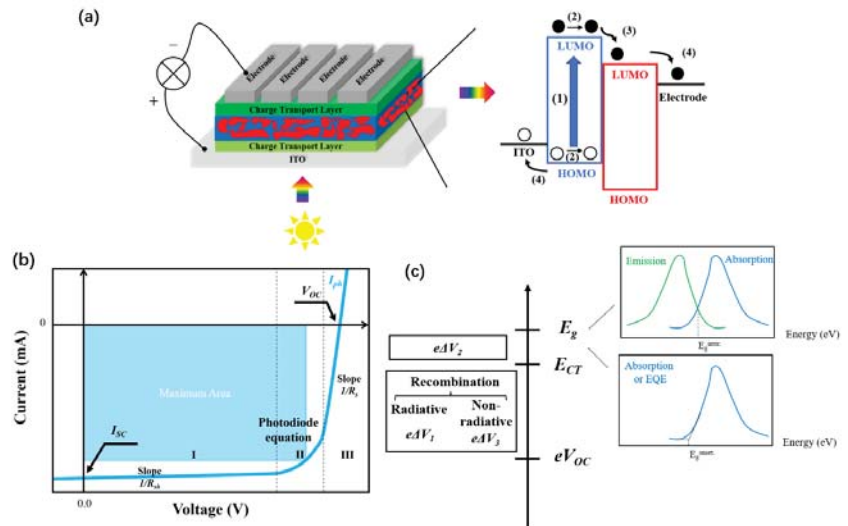 (a)
−
+
Electrode
Electrode
Electrode
Electrode
Charge Transport Layer
Charge Transport Layer
ITO
(2)
(3)
LUMO
(4)
LUMO
(1)
Electrode
ITO
(2)
(4)
HOMO
HOMO
(b)
I_ph
V_OC
0
Current (mA)
Maximum Area
Slope
1/R_s
Photodiode
equation
I_SC
I
II
III
Slope
1/R_sh
0.0
Voltage (V)
(c)
E_g
eΔV_2
E_CT
Recombination
Radiative
eΔV_1
Non-
radiative
eΔV_3
eV_OC
Emission
Absorption
Energy (eV)
Absorption
or EQE
Energy (eV)
E_g^onset